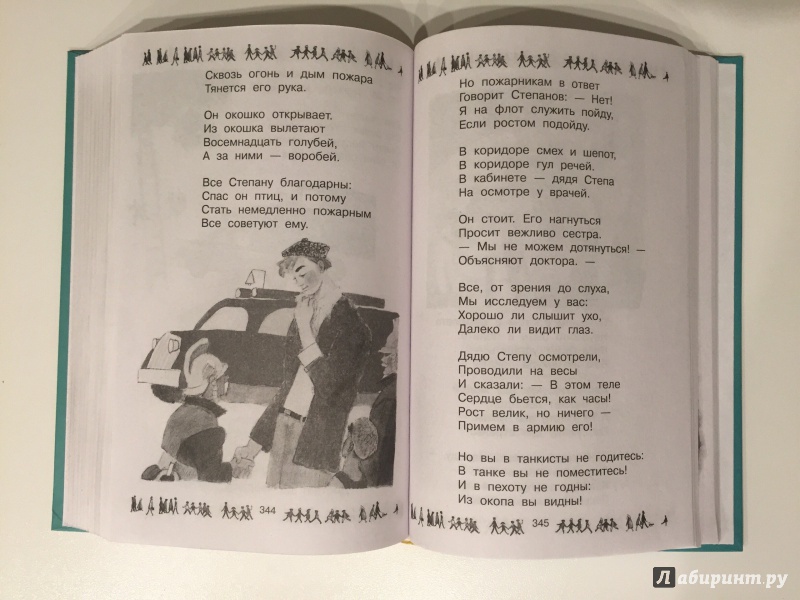 Сквозь огонь и дым пожара
Тянется его рука.
Он окошко открывает.
Из окошка вылетают
Восемнадцать голубей,
А за ними — воробей.
Все Степану благодарны:
Спас он птиц, и потому
Стать немедленно пожарным
Все советуют ему.
344
Но пожарникам в ответ
Говорит Степанов: — Нет!
Я на флот служить пойду,
Если ростом подойду.
В коридоре смех и шепот,
В коридоре гул речей.
В кабинете — дядя Степа
На осмотре у врачей.
Он стоит. Его нагнуться
Просит вежливо сестра.
— Мы не можем дотянуться! —
Объясняют доктора. —
Все, от зрения до слуха,
Мы исследуем у вас:
Хорошо ли слышит ухо,
Далеко ли видит глаз.
Дядю Степу осмотрели,
Проводили на весы
И сказали: — В этом теле
Сердце бьется, как часы!
Рост велик, но ничего —
Примем в армию его!
Но вы в танкисты не годитесь:
В танке вы не поместитесь!
И в пехоту не годны:
Из окопа вы видны!
345
Лабиринт.ру